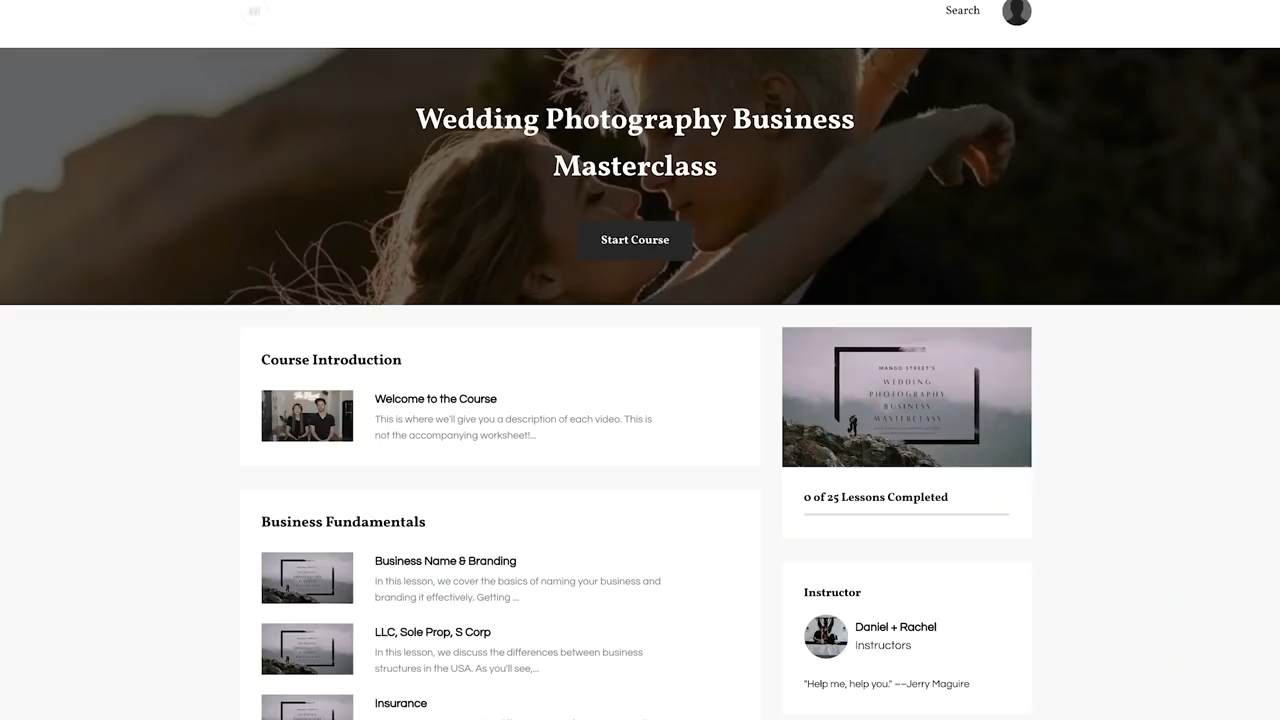 Search
Wedding Photography Business
Masterclass
Start Course
Course Introduction
Welcome to the Course
This is where we'll give you a description of each video. This is
not the accompanying worksheet!...
MANGO STREET'S
WEDDING
PHOTOGRAPHY
BUSINESS
MASTERCLASS
0 of 25 Lessons Completed
Business Fundamentals
Business Name & Branding
In this lesson, we cover the basics of naming your business and
branding it effectively. Getting ...
LLC, Sole Prop, S Corp
In this lesson, we discuss the differences between business
structures in the USA. As you'll see,...
Insurance
Instructor
Daniel + Rachel
Instructors
"Help me, help you." ––Jerry Maguire